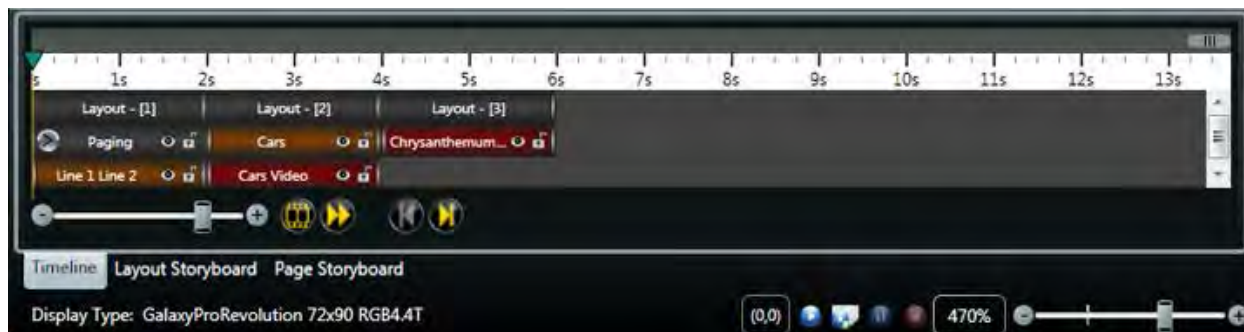 s 1s 2s 3s 4s 5s 6s 7s 8s 9s 10s 11s 12s 13s
Layout - [1] Layout - [2] Layout - [3]
Paging Cars Chrysanthemum...
Line 1 Line 2 Cars Video
Timeline Layout Storyboard Page Storyboard
Display Type: GalaxyProRevolution 72x90 RGB4.4T (0,0) 470%